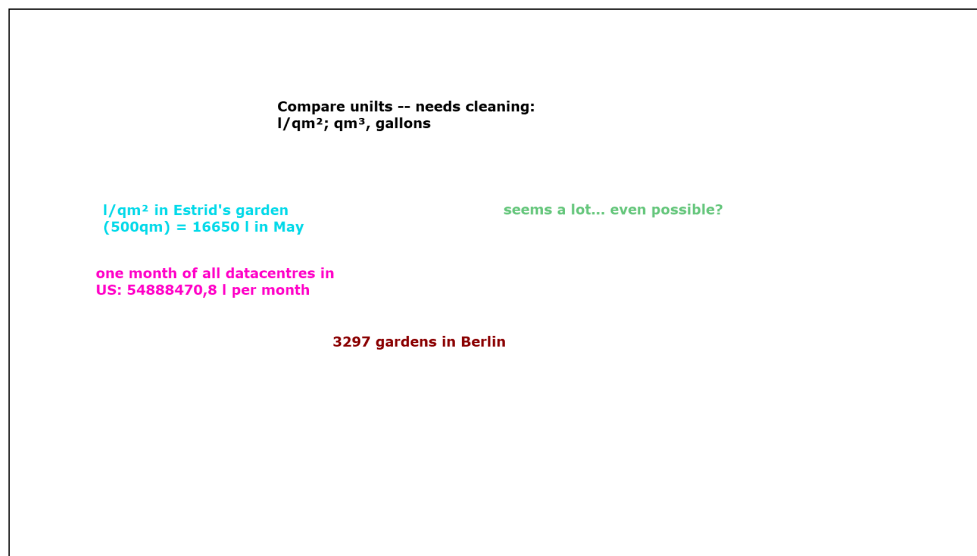 Compare unilts -- needs cleaning:
l/qm²; qm³, gallons
l/qm² in Estrid's garden
(500qm) = 16650 l in May
seems a lot... even possible?
one month of all datacentres in
US: 54888470,8 l per month
3297 gardens in Berlin